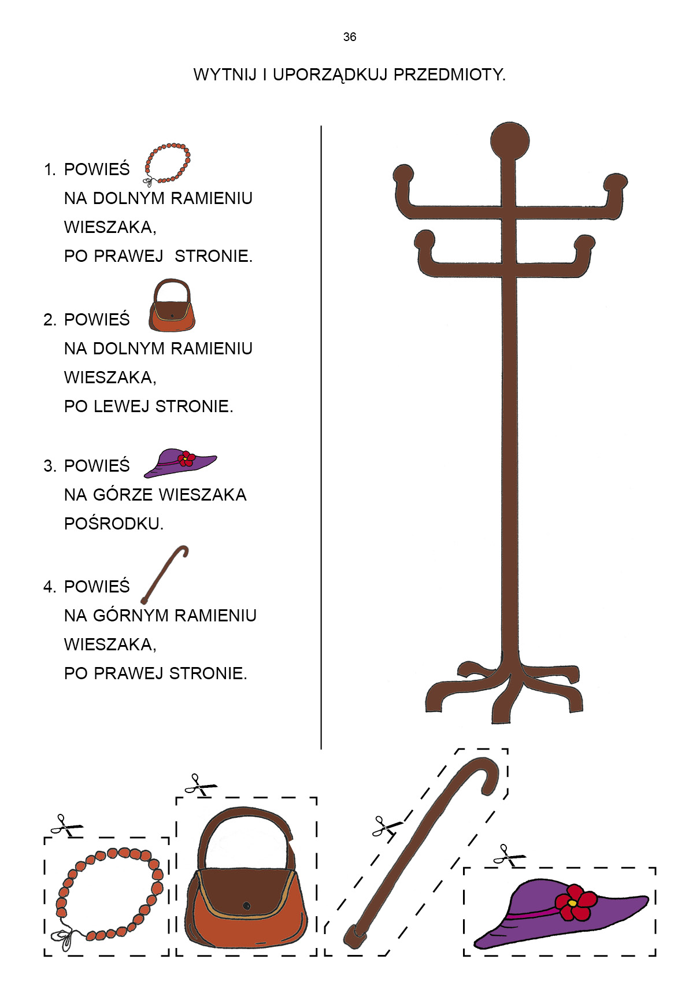 36
WYTNIJ I UPORZĄDKUJ PRZEDMIOTY.
1. POWIEŚ
NA DOLNYM RAMIENIU
WIESZAKA,
PO PRAWEJ STRONIE.
2. POWIEŚ
NA DOLNYM RAMIENIU
WIESZAKA,
PO LEWEJ STRONIE.
3. POWIEŚ
NA GÓRZE WIESZAKA
POŚRODKU.
4. POWIEŚ
NA GÓRNYM RAMIENIU
WIESZAKA,
PO PRAWEJ STRONIE.